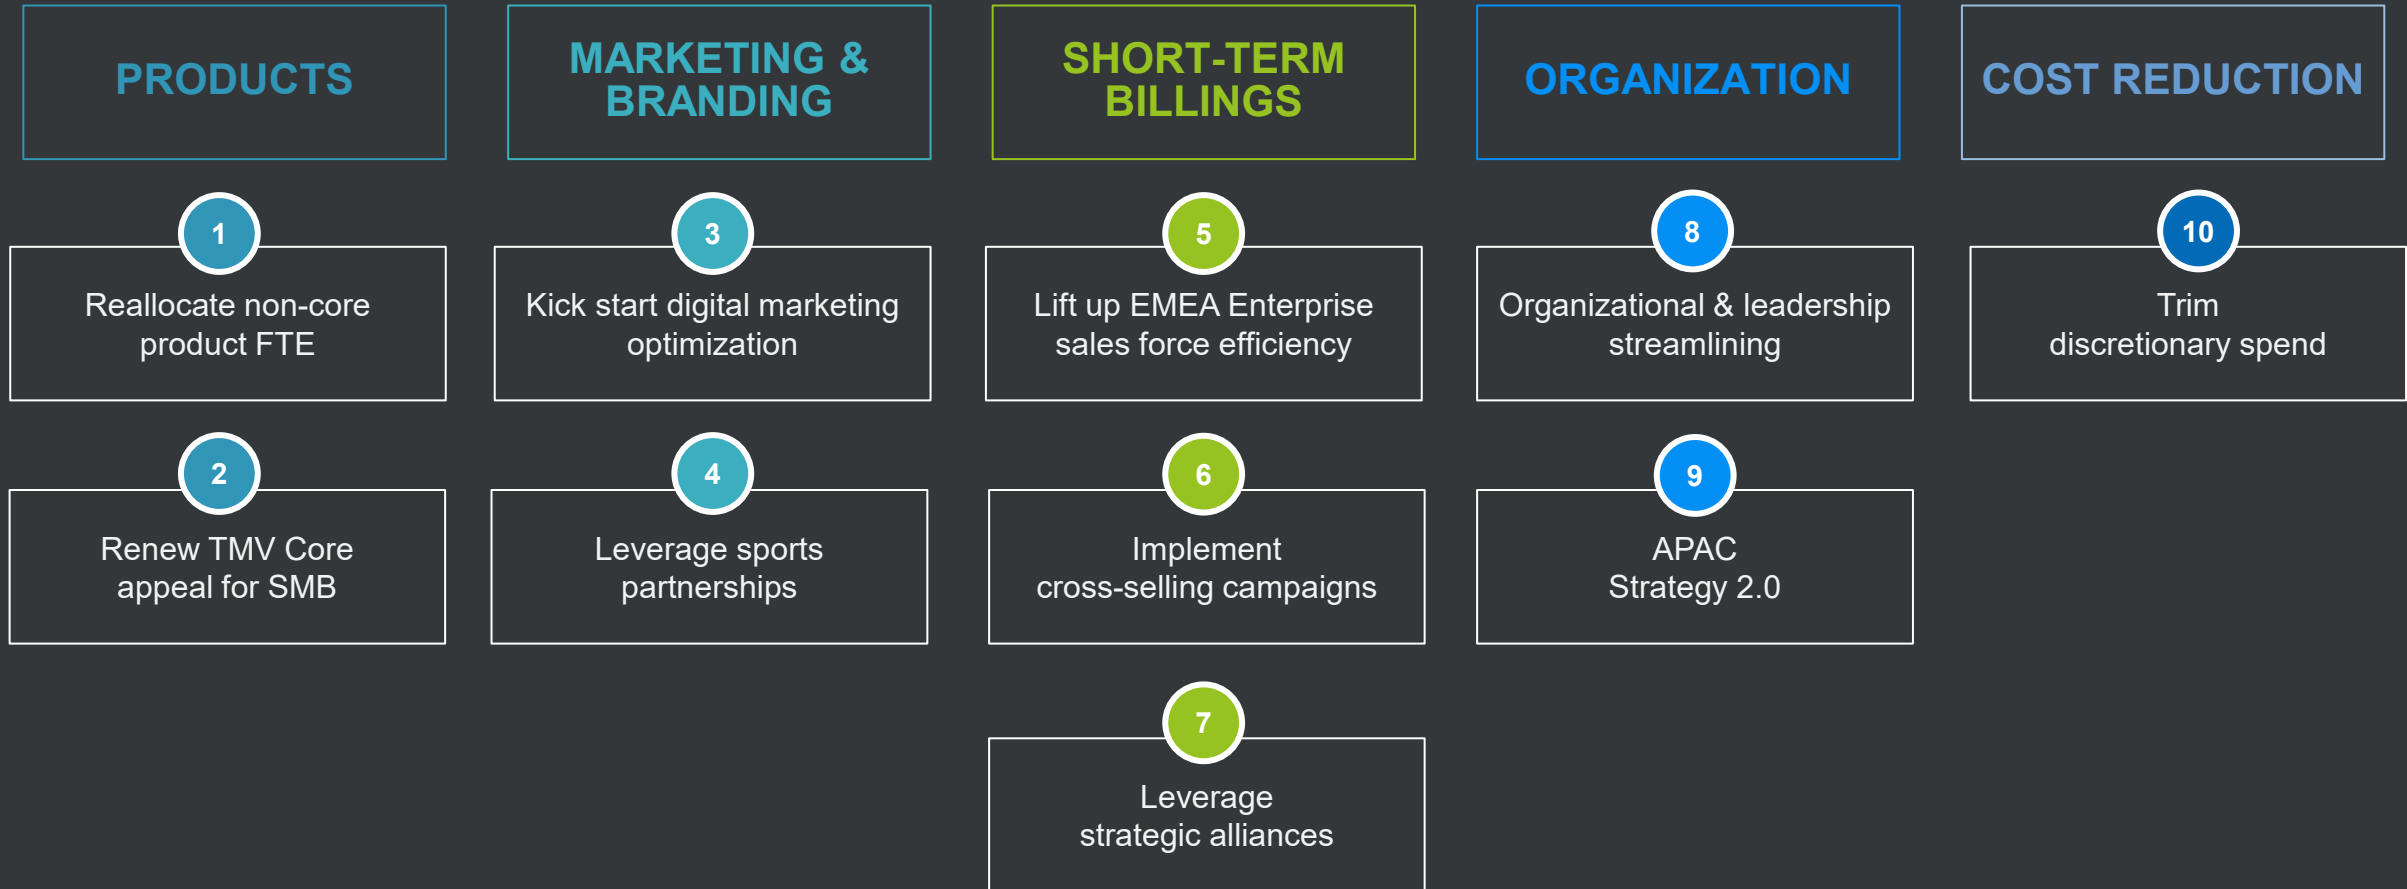 PRODUCTS
MARKETING &
BRANDING
SHORT-TERM
BILLINGS
ORGANIZATION
COST REDUCTION
1
Reallocate non-core
product FTE
2
Renew TMV Core
appeal for SMB
3
Kick start digital marketing
optimization
4
Leverage sports
partnerships
5
Lift up EMEA Enterprise
sales force efficiency
6
Implement
cross-selling campaigns
7
Leverage
strategic alliances
8
Organizational & leadership
streamlining
9
APAC
Strategy 2.0
10
Trim
discretionary spend